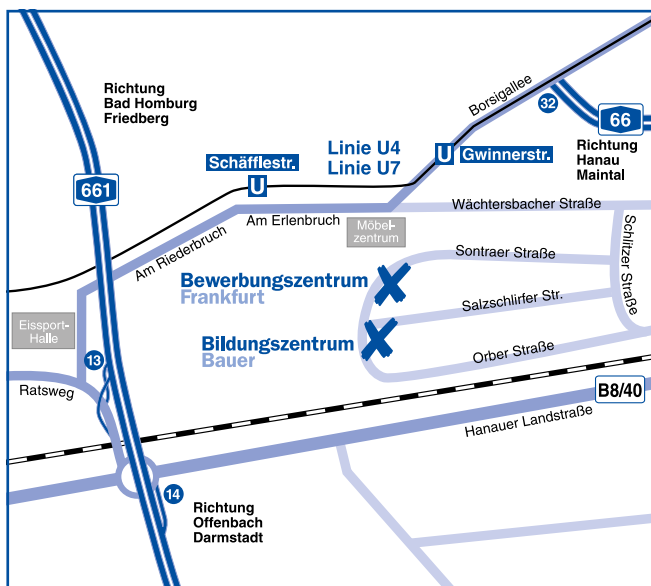 Borsigallee
32
66
Richtung
Bad Homburg
Friedberg
Richtung
Hanau
Maintal
Linie U4
Linie U7
Schäfflestr.
U
U
Gwinnerstr.
661
Wächtersbacher Straße
Am Erlenbruch
Möbel-
zentrum
Am Riederbruch
Schlitzer Straße
Sontraer Straße
Bewerbungszentrum
Frankfurt
Salzschlirfer Str.
Eissport-
Halle
Bildungszentrum
Bauer
Orber Straße
13
Ratsweg
B8/40
Hanauer Landstraße
14
Richtung
Offenbach
Darmstadt